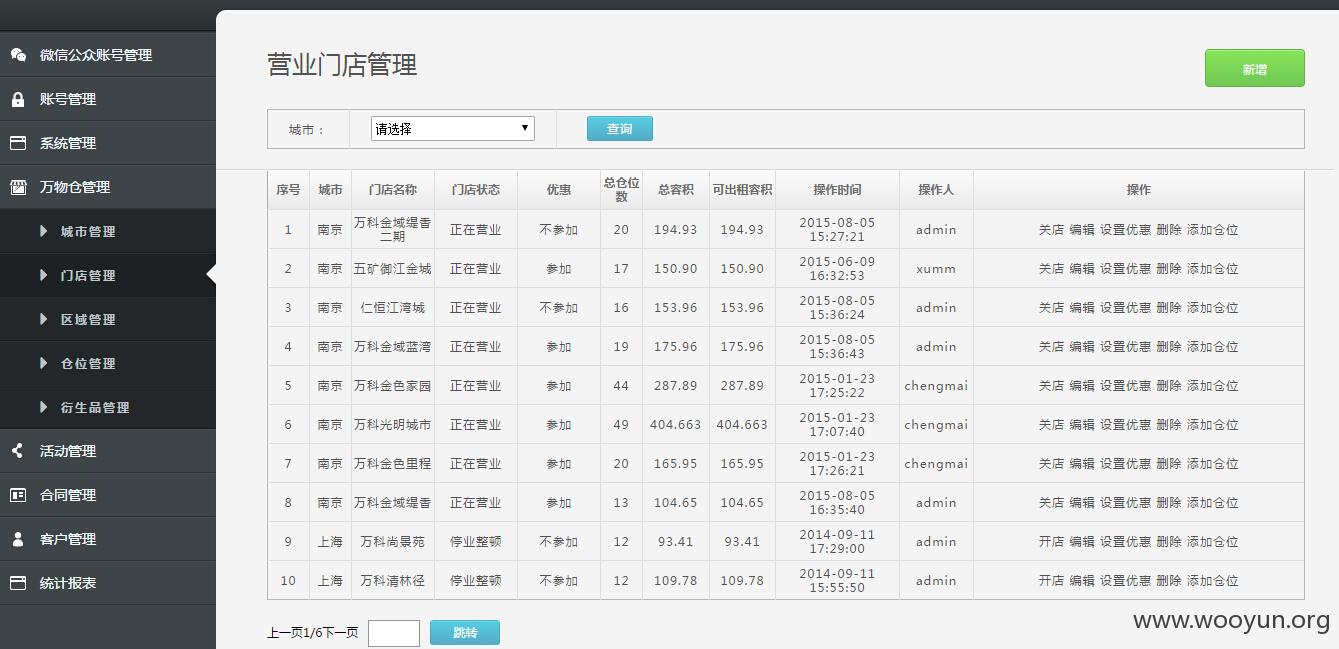 微信公众账号管理
账号管理
系统管理
万物仓管理
城市管理
门店管理
区域管理
仓位管理
衍生品管理
活动管理
合同管理
客户管理
统计报表
营业门店管理
新增
城市： 请选择 查询
序号 城市 门店名称 门店状态 优惠 总仓位数 总容积 可出租容积 操作时间 操作人 操作
1 南京 万科金域缇香二期 正在营业 不参加 20 194.93 194.93 2015-08-05 15:27:21 admin 关店 编辑 设置优惠 删除 添加仓位
2 南京 五矿御江金城 正在营业 参加 17 150.90 150.90 2015-06-09 16:32:53 xumm 关店 编辑 设置优惠 删除 添加仓位
3 南京 仁恒江湾城 正在营业 不参加 16 153.96 153.96 2015-08-05 15:36:24 admin 关店 编辑 设置优惠 删除 添加仓位
4 南京 万科金域蓝湾 正在营业 参加 19 175.96 175.96 2015-08-05 15:36:43 admin 关店 编辑 设置优惠 删除 添加仓位
5 南京 万科金色家园 正在营业 参加 44 287.89 287.89 2015-01-23 17:25:22 chengmai 关店 编辑 设置优惠 删除 添加仓位
6 南京 万科光明城市 正在营业 参加 49 404.663 404.663 2015-01-23 17:07:40 chengmai 关店 编辑 设置优惠 删除 添加仓位
7 南京 万科金色里程 正在营业 参加 20 165.95 165.95 2015-01-23 17:26:21 chengmai 关店 编辑 设置优惠 删除 添加仓位
8 南京 万科金域缇香 正在营业 参加 13 104.65 104.65 2015-08-05 16:35:40 admin 关店 编辑 设置优惠 删除 添加仓位
9 上海 万科尚景苑 停业整顿 不参加 12 93.41 93.41 2014-09-11 17:29:00 admin 开店 编辑 设置优惠 删除 添加仓位
10 上海 万科清林径 停业整顿 不参加 12 109.78 109.78 2014-09-11 15:55:50 admin 开店 编辑 设置优惠 删除 添加仓位
上一页1/6下一页 跳转
www.wooyun.org